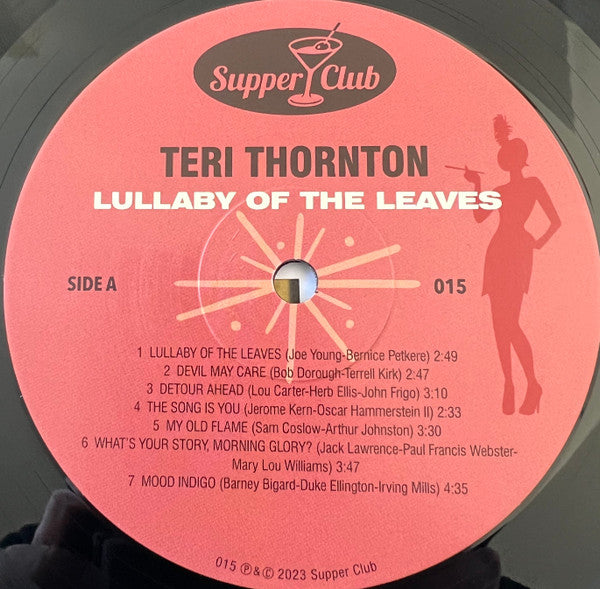 Supper Club
TERI THORNTON
LULLABY OF THE LEAVES
SIDE A
015
1 LULLABY OF THE LEAVES (Joe Young-Bernice Petkere) 2:49
2 DEVIL MAY CARE (Bob Dorough-Terrell Kirk) 2:47
3 DETOUR AHEAD (Lou Carter-Herb Ellis-John Frigo) 3:10
4 THE SONG IS YOU (Jerome Kern-Oscar Hammerstein II) 2:33
5 MY OLD FLAME (Sam Coslow-Arthur Johnston) 3:30
6 WHAT'S YOUR STORY, MORNING GLORY? (Jack Lawrence-Paul Francis Webster-
Mary Lou Williams) 3:47
7 MOOD INDIGO (Barney Bigard-Duke Ellington-Irving Mills) 4:35
015 ℗&© 2023 Supper Club